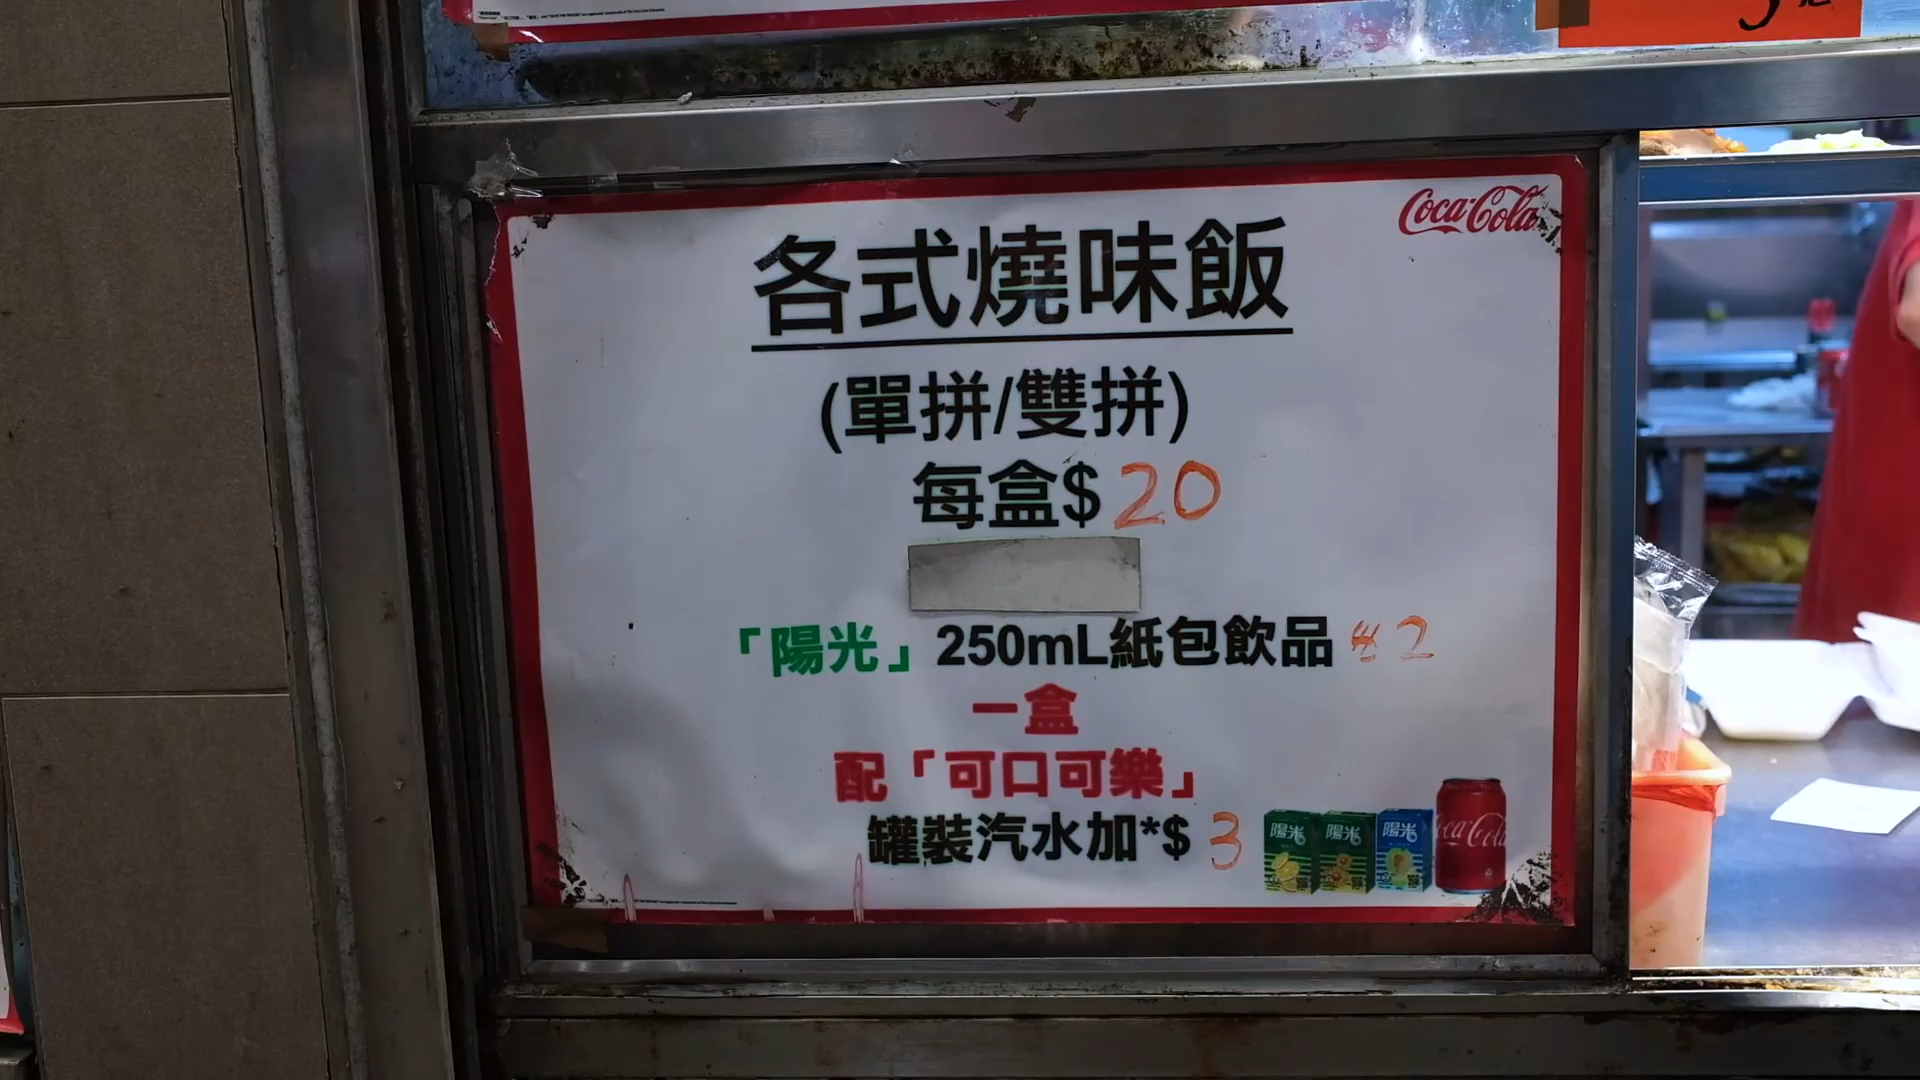 Coca-Cola
各式燒味飯
(單拼/雙拼)
每盒$20
「陽光」250mL紙包飲品 $2
一盒
配「可口可樂」
罐裝汽水加*$3
陽光 陽光 陽光 Coca-Cola